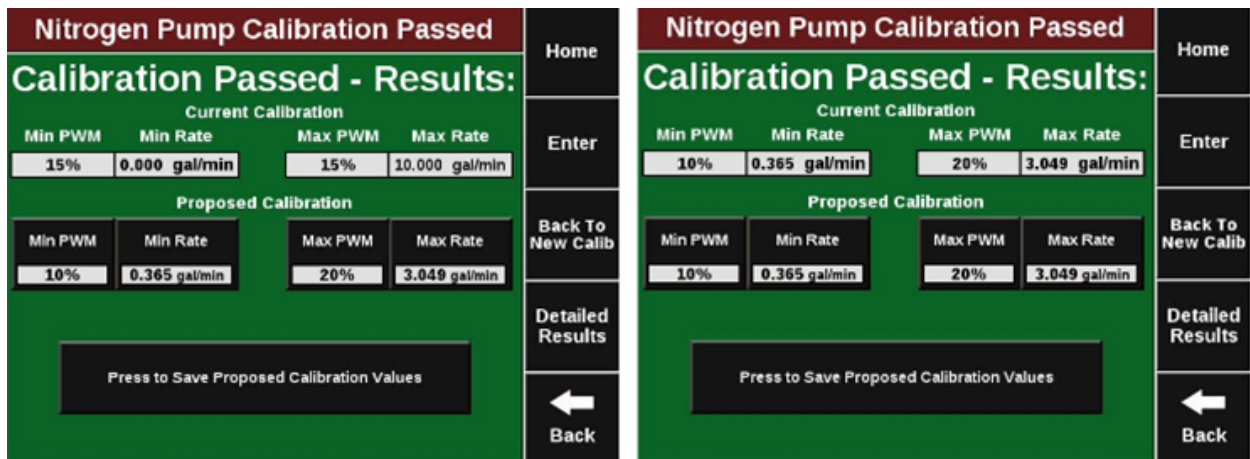 Nitrogen Pump Calibration Passed
Calibration Passed - Results:
Current Calibration
Min PWM Min Rate Max PWM Max Rate
15% 0.000 gal/min 15% 10.000 gal/min
Proposed Calibration
Min PWM Min Rate Max PWM Max Rate
10% 0.365 gal/min 20% 3.049 gal/min
Press to Save Proposed Calibration Values
Home
Enter
Back To
New Calib
Detailed
Results
Back
Nitrogen Pump Calibration Passed
Calibration Passed - Results:
Current Calibration
Min PWM Min Rate Max PWM Max Rate
10% 0.365 gal/min 20% 3.049 gal/min
Proposed Calibration
Min PWM Min Rate Max PWM Max Rate
10% 0.365 gal/min 20% 3.049 gal/min
Press to Save Proposed Calibration Values
Home
Enter
Back To
New Calib
Detailed
Results
Back